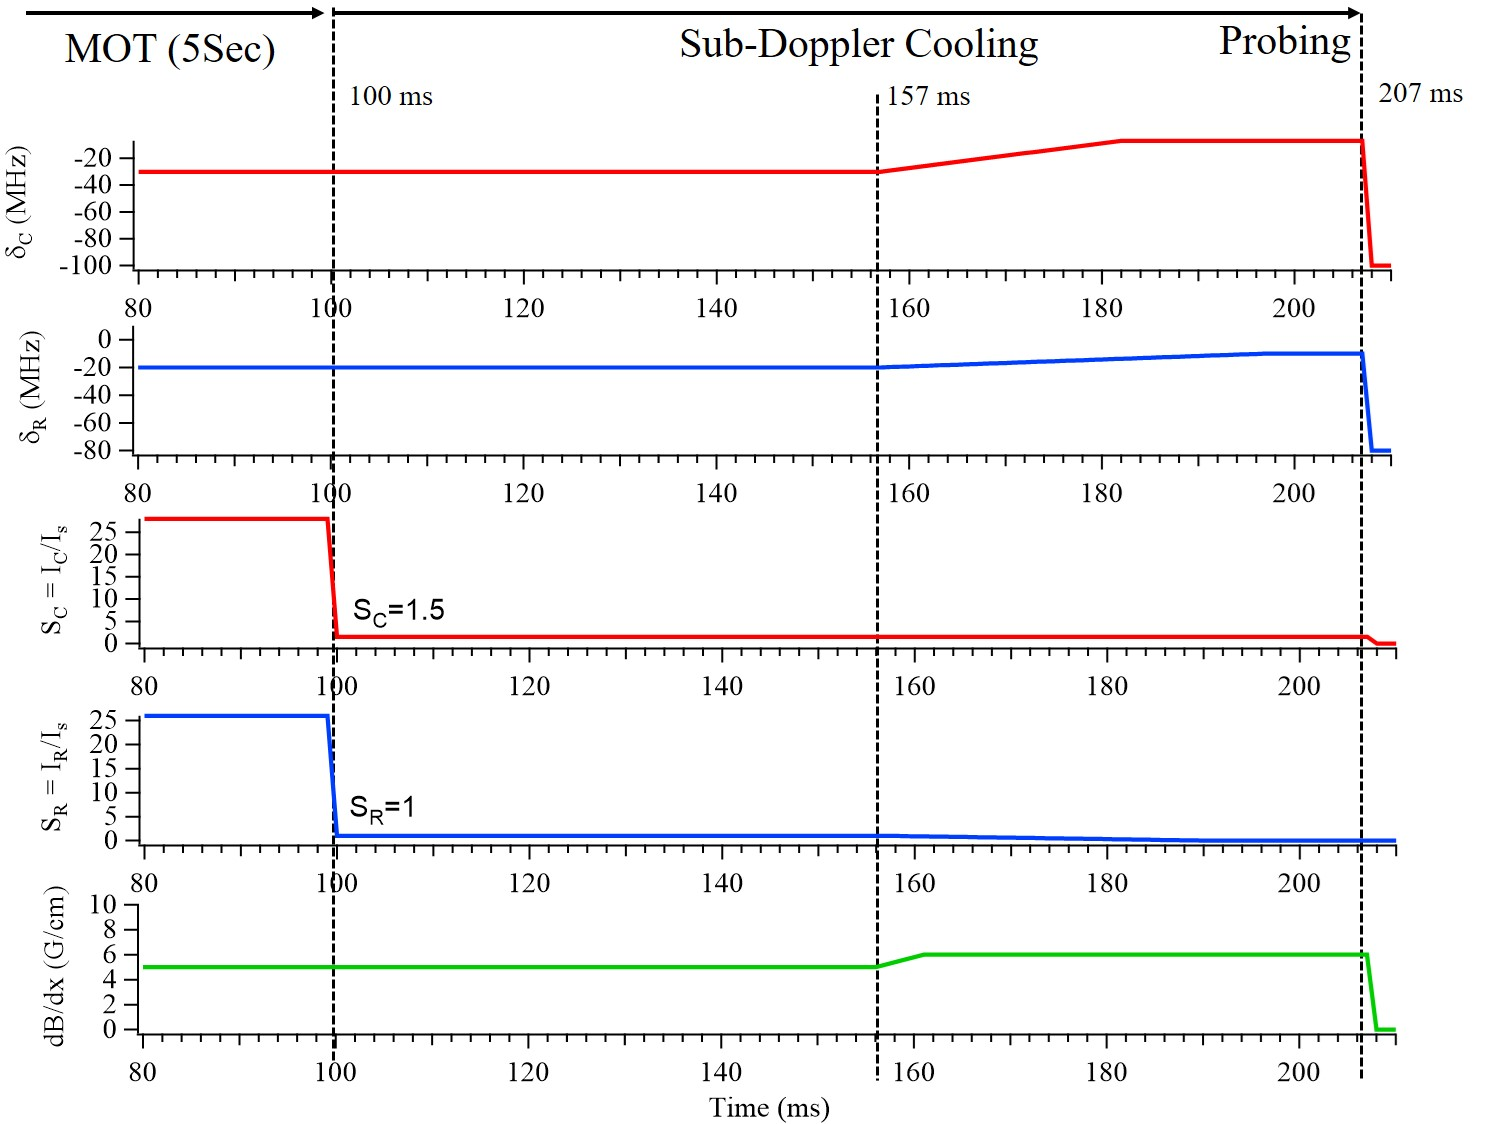 MOT (5Sec)
Sub-Doppler Cooling
Probing
100 ms
157 ms
207 ms
δC (MHz)
-20
-40
-60
-80
-100
80 100 120 140 160 180 200
δR (MHz)
0
-20
-40
-60
-80
80 100 120 140 160 180 200
SC = IC/Is
25
20
15
10
5
0
SC=1.5
80 100 120 140 160 180 200
SR = IR/Is
25
20
15
10
5
0
SR=1
80 100 120 140 160 180 200
dB/dx (G/cm)
10
8
6
4
2
0
80 100 120 140 160 180 200
Time (ms)